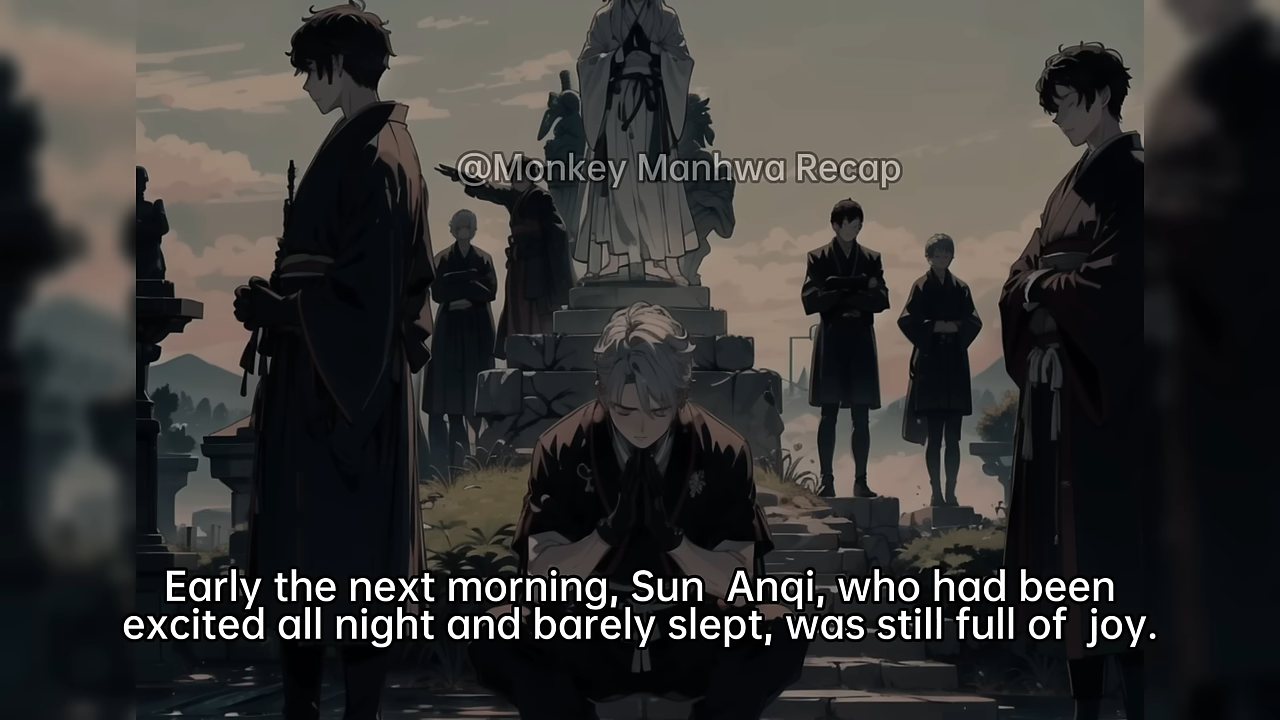 @Monkey Manhwa Recap
Early the next morning, Sun Anqi, who had been
excited all night and barely slept, was still full of joy.